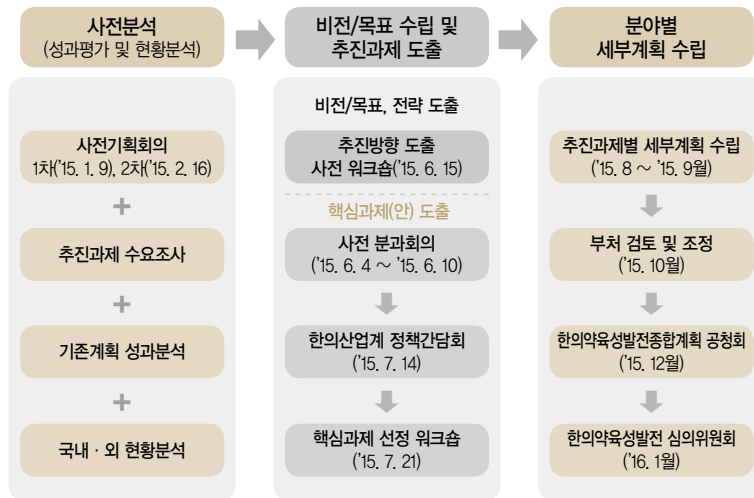 사전분석
(성과평가 및 현황분석)
사전기획회의
1차('15. 1. 9), 2차('15. 2. 16)
+
추진과제 수요조사
+
기존계획 성과분석
+
국내 · 외 현황분석
비전/목표 수립 및
추진과제 도출
비전/목표, 전략 도출
추진방향 도출
사전 워크숍('15. 6. 15)
핵심과제(안) 도출
사전 분과회의
('15. 6. 4 ～ '15. 6. 10)
한의산업계 정책간담회
('15. 7. 14)
핵심과제 선정 워크숍
('15. 7. 21)
분야별
세부계획 수립
추진과제별 세부계획 수립
('15. 8 ～ '15. 9월)
부처 검토 및 조정
('15. 10월)
한의약육성발전종합계획 공청회
('15. 12월)
한의약육성발전 심의위원회
('16. 1월)